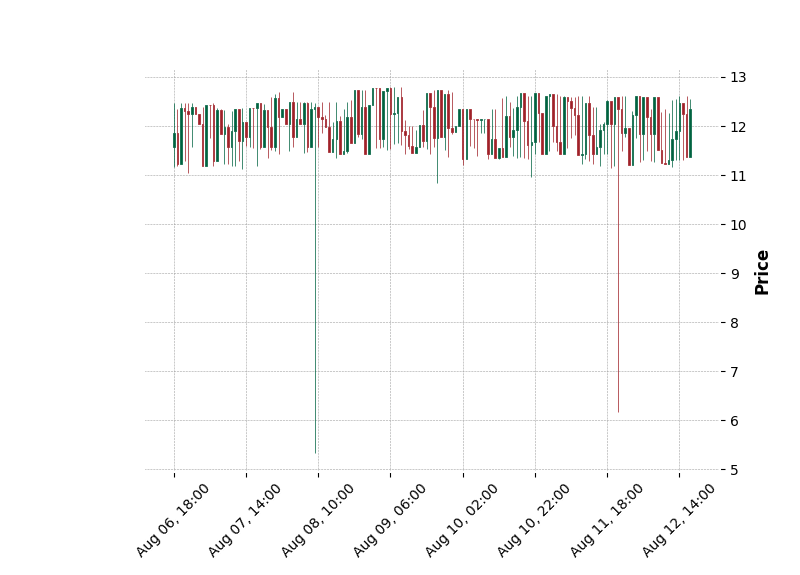 13
12
11
10
9
8
7
6
5
Price
Aug 06, 18:00
Aug 07, 14:00
Aug 08, 10:00
Aug 09, 06:00
Aug 10, 02:00
Aug 10, 22:00
Aug 11, 18:00
Aug 12, 14:00